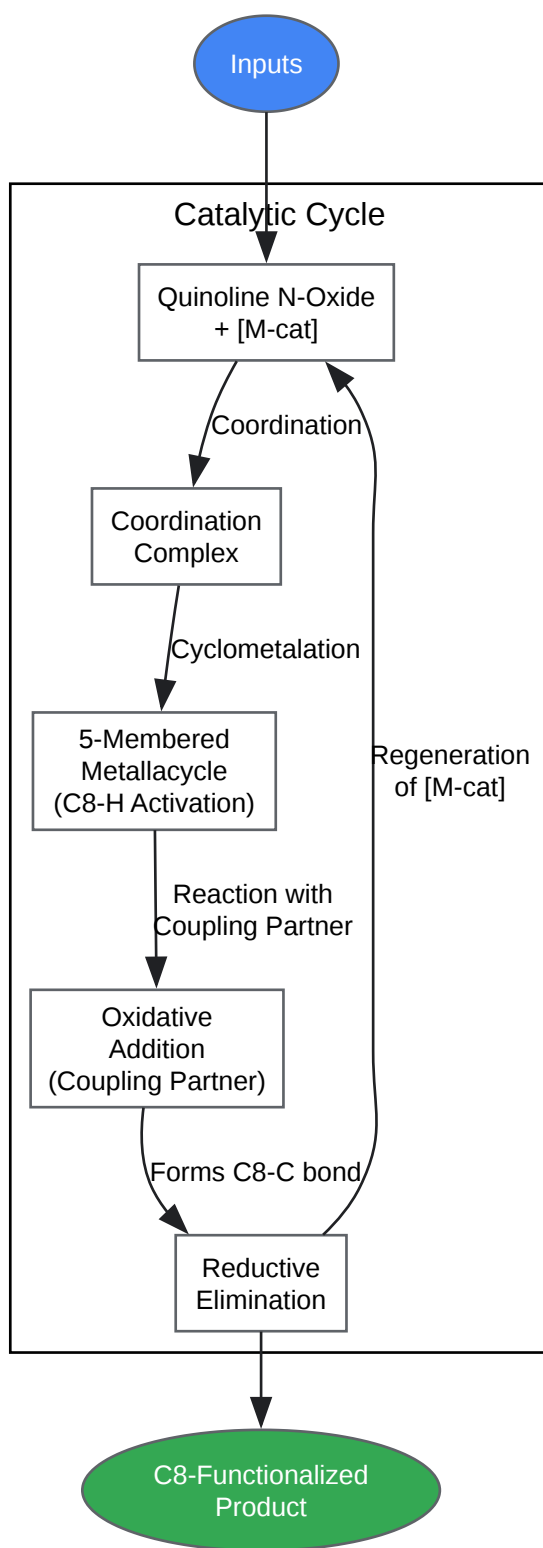 Inputs
Catalytic Cycle
Quinoline N-Oxide
+ [M-cat]
Coordination
Coordination
Complex
Cyclometalation
5-Membered
Metallacycle
(C8-H Activation)
Regeneration
of [M-cat]
Reaction with
Coupling Partner
Oxidative
Addition
(Coupling Partner)
Forms C8-C bond
Reductive
Elimination
C8-Functionalized
Product